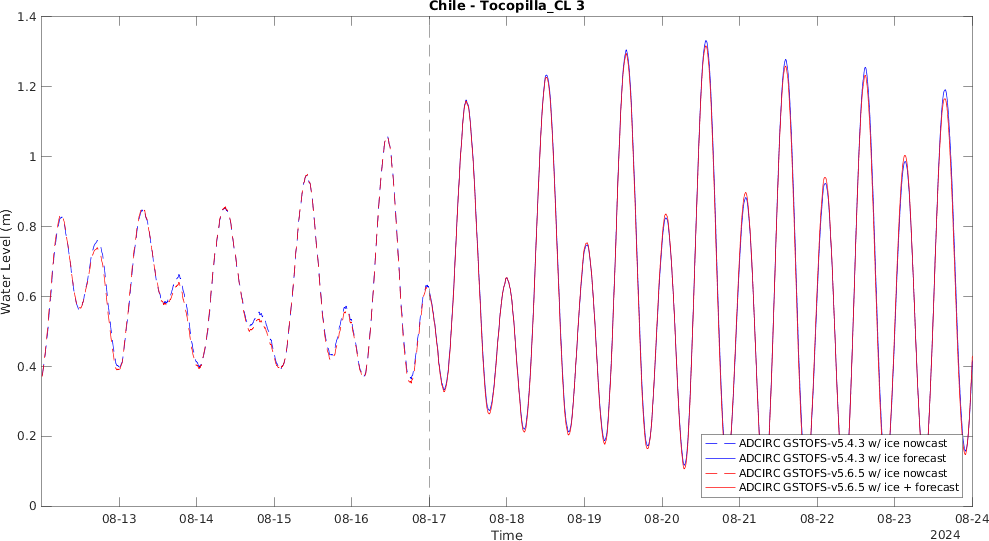 Chile - Tocopilla_CL 3
1.4
1.2
1
0.8
0.6
0.4
0.2
0
Water Level (m)
ADCIRC GSTOFS-v5.4.3 w/ ice nowcast
ADCIRC GSTOFS-v5.4.3 w/ ice forecast
ADCIRC GSTOFS-v5.6.5 w/ ice nowcast
ADCIRC GSTOFS-v5.6.5 w/ ice + forecast
08-13 08-14 08-15 08-16 08-17 08-18 08-19 08-20 08-21 08-22 08-23 08-24
Time
2024